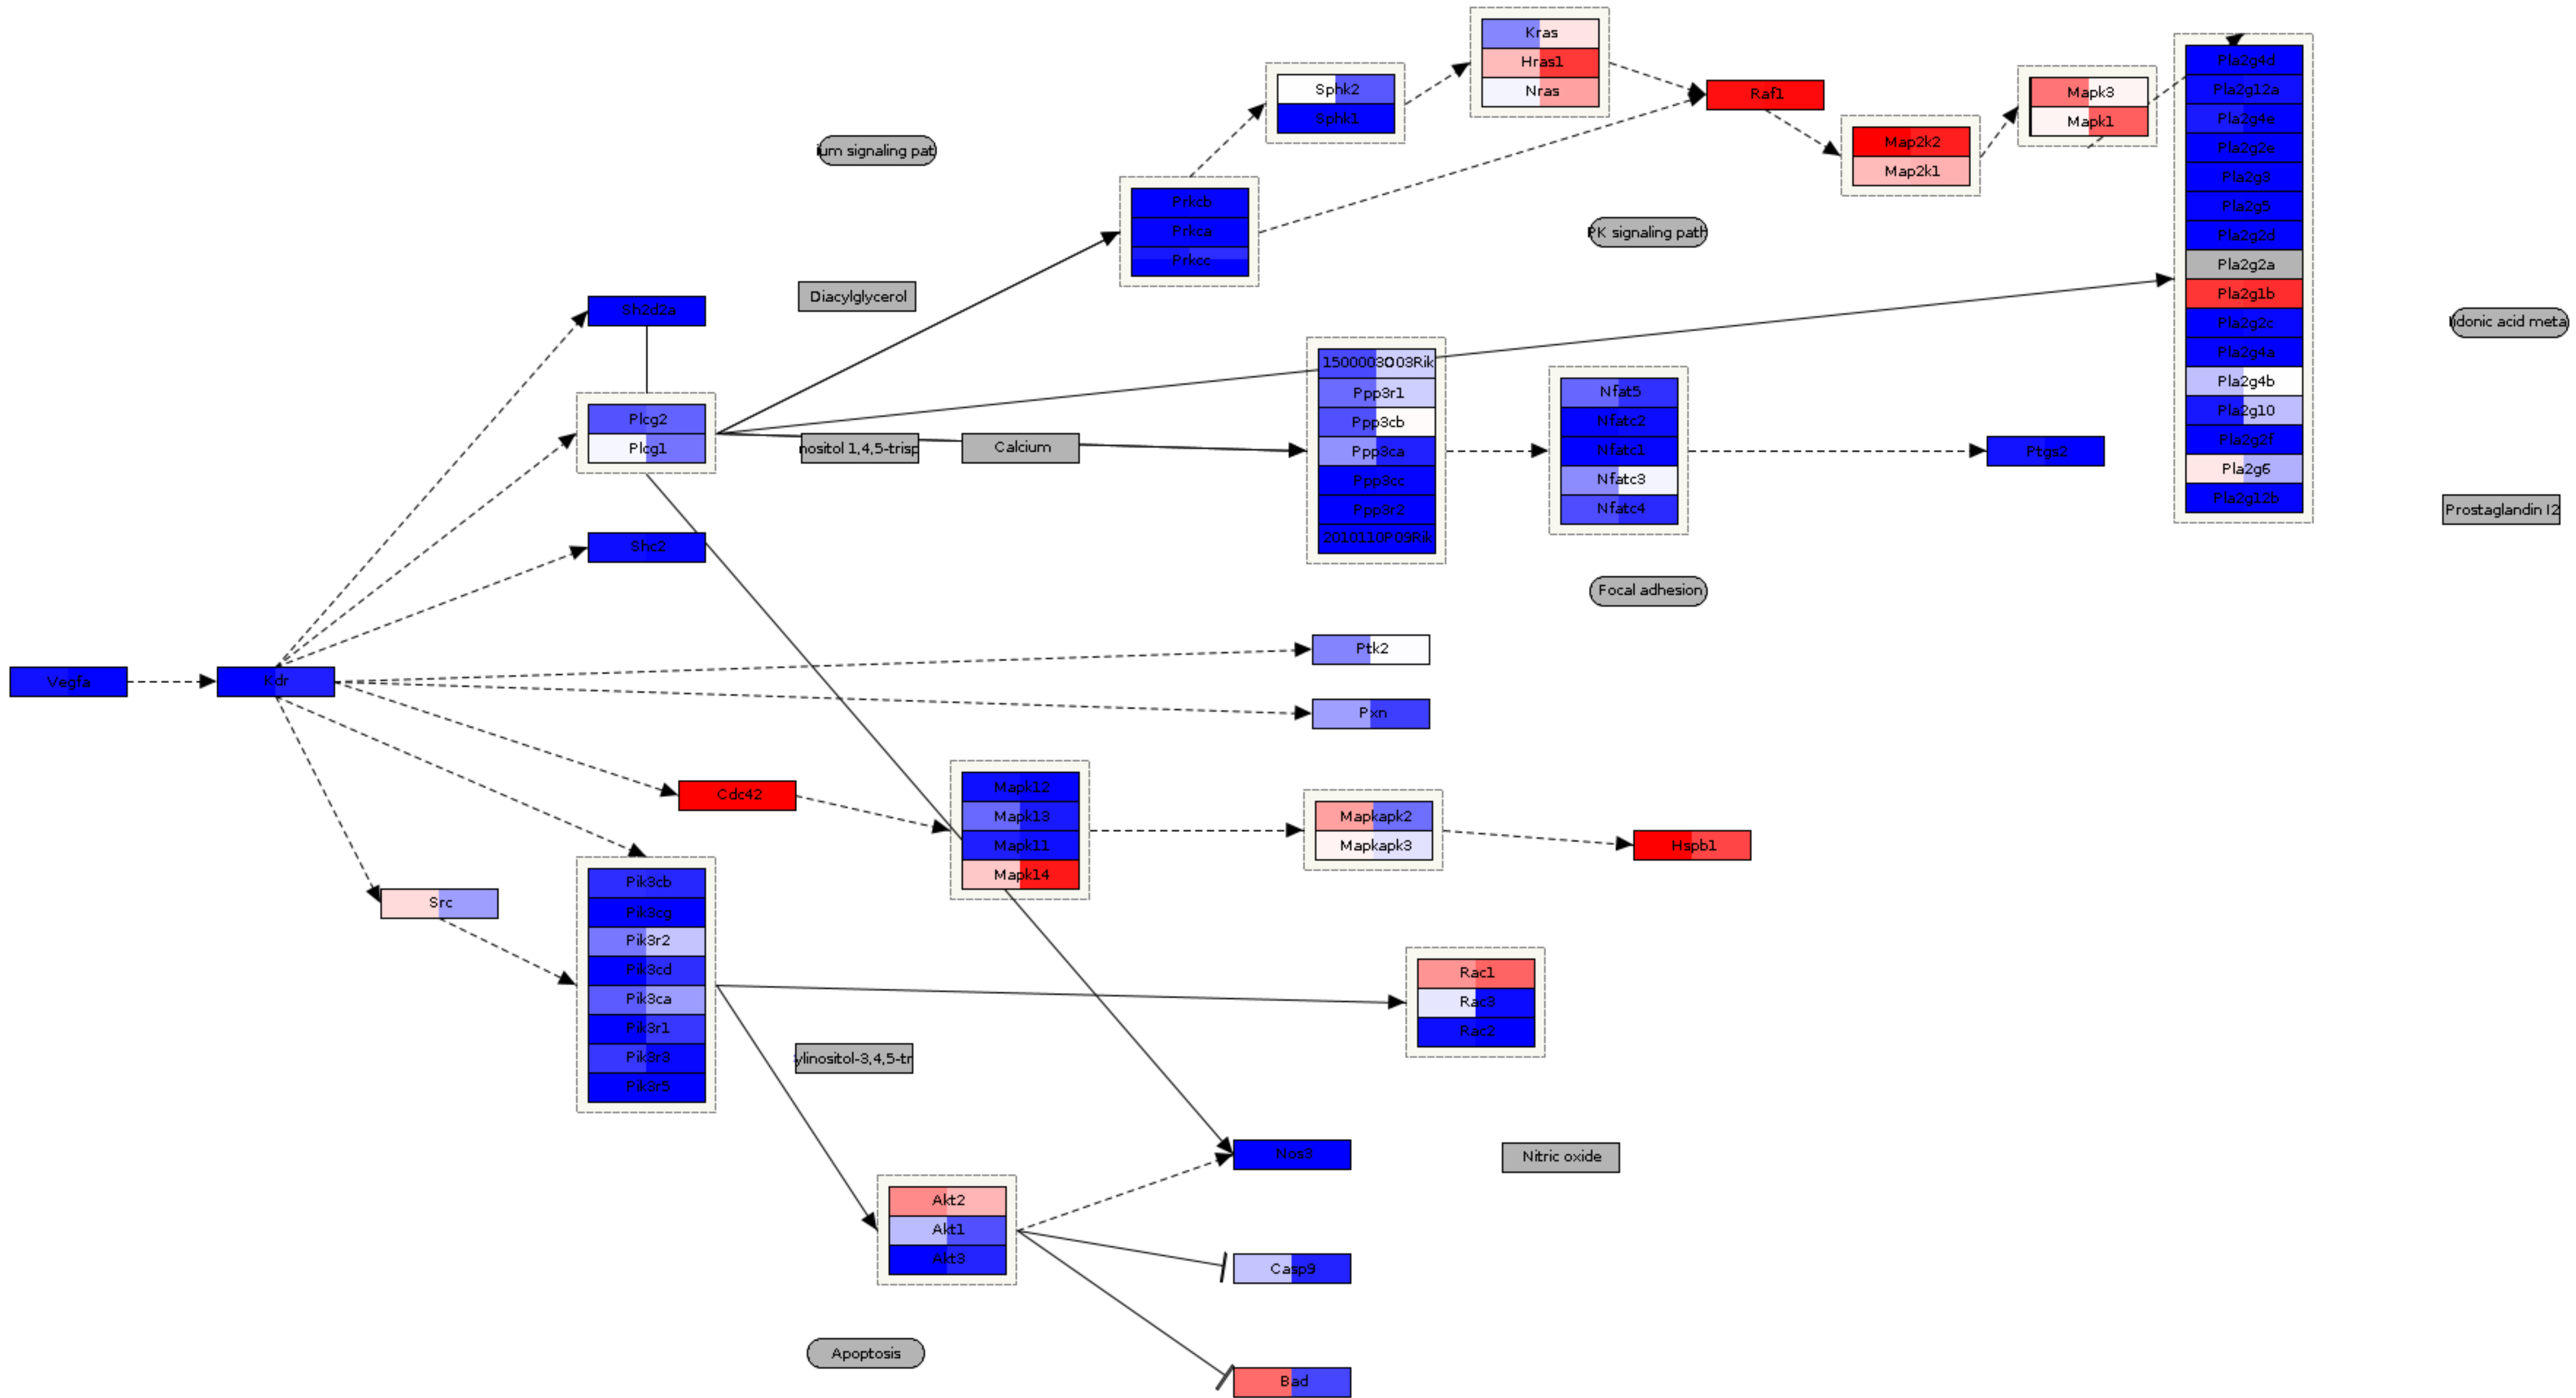 Kras
Hras1
Nras
Sphk2
Sphk1
Raf1
Mapk3
Mapk1
Map2k2
Map2k1
Pla2g4d
Pla2g12a
Pla2g4e
Pla2g2e
Pla2g3
Pla2g5
Pla2g2d
Pla2g2a
Pla2g1b
Pla2g2c
Pla2g4a
Pla2g4b
Pla2g10
Pla2g2f
Pla2g6
Pla2g12b
ium signaling pat
Prkcb
Prkca
Prkcc
PK signaling path
Diacylglycerol
Sh2d2a
idonic acid meta
Plcg2
Plcg1
nositol 1,4,5-trisp
Calcium
1500003O03Rik
Ppp3r1
Ppp3cb
Ppp3ca
Ppp3cc
Ppp3r2
2010110P09Rik
Nfat5
Nfatc2
Nfatc1
Nfatc3
Nfatc4
Ptgs2
Prostaglandin I2
Shc2
Focal adhesion
Ptk2
Vegfa
Kdr
Pxn
Cdc42
Mapk12
Mapk13
Mapk11
Mapk14
Mapkapk2
Mapkapk3
Hspb1
Src
Pik3cb
Pik3cg
Pik3r2
Pik3cd
Pik3ca
Pik3r1
Pik3r3
Pik3r5
Rac1
Rac3
Rac2
ylinositol-3,4,5-tr
Nos3
Nitric oxide
Akt2
Akt1
Akt3
Casp9
Apoptosis
Bad